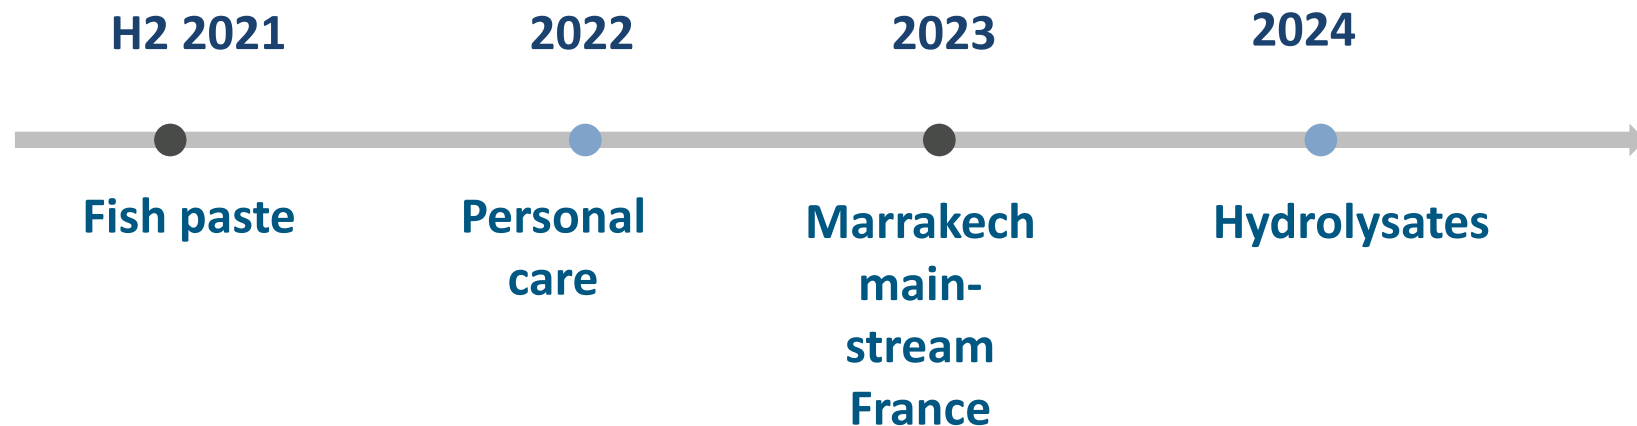 H2 2021
2022
2023
2024
Fish paste
Personal
care
Marrakech
main-
stream
France
Hydrolysates